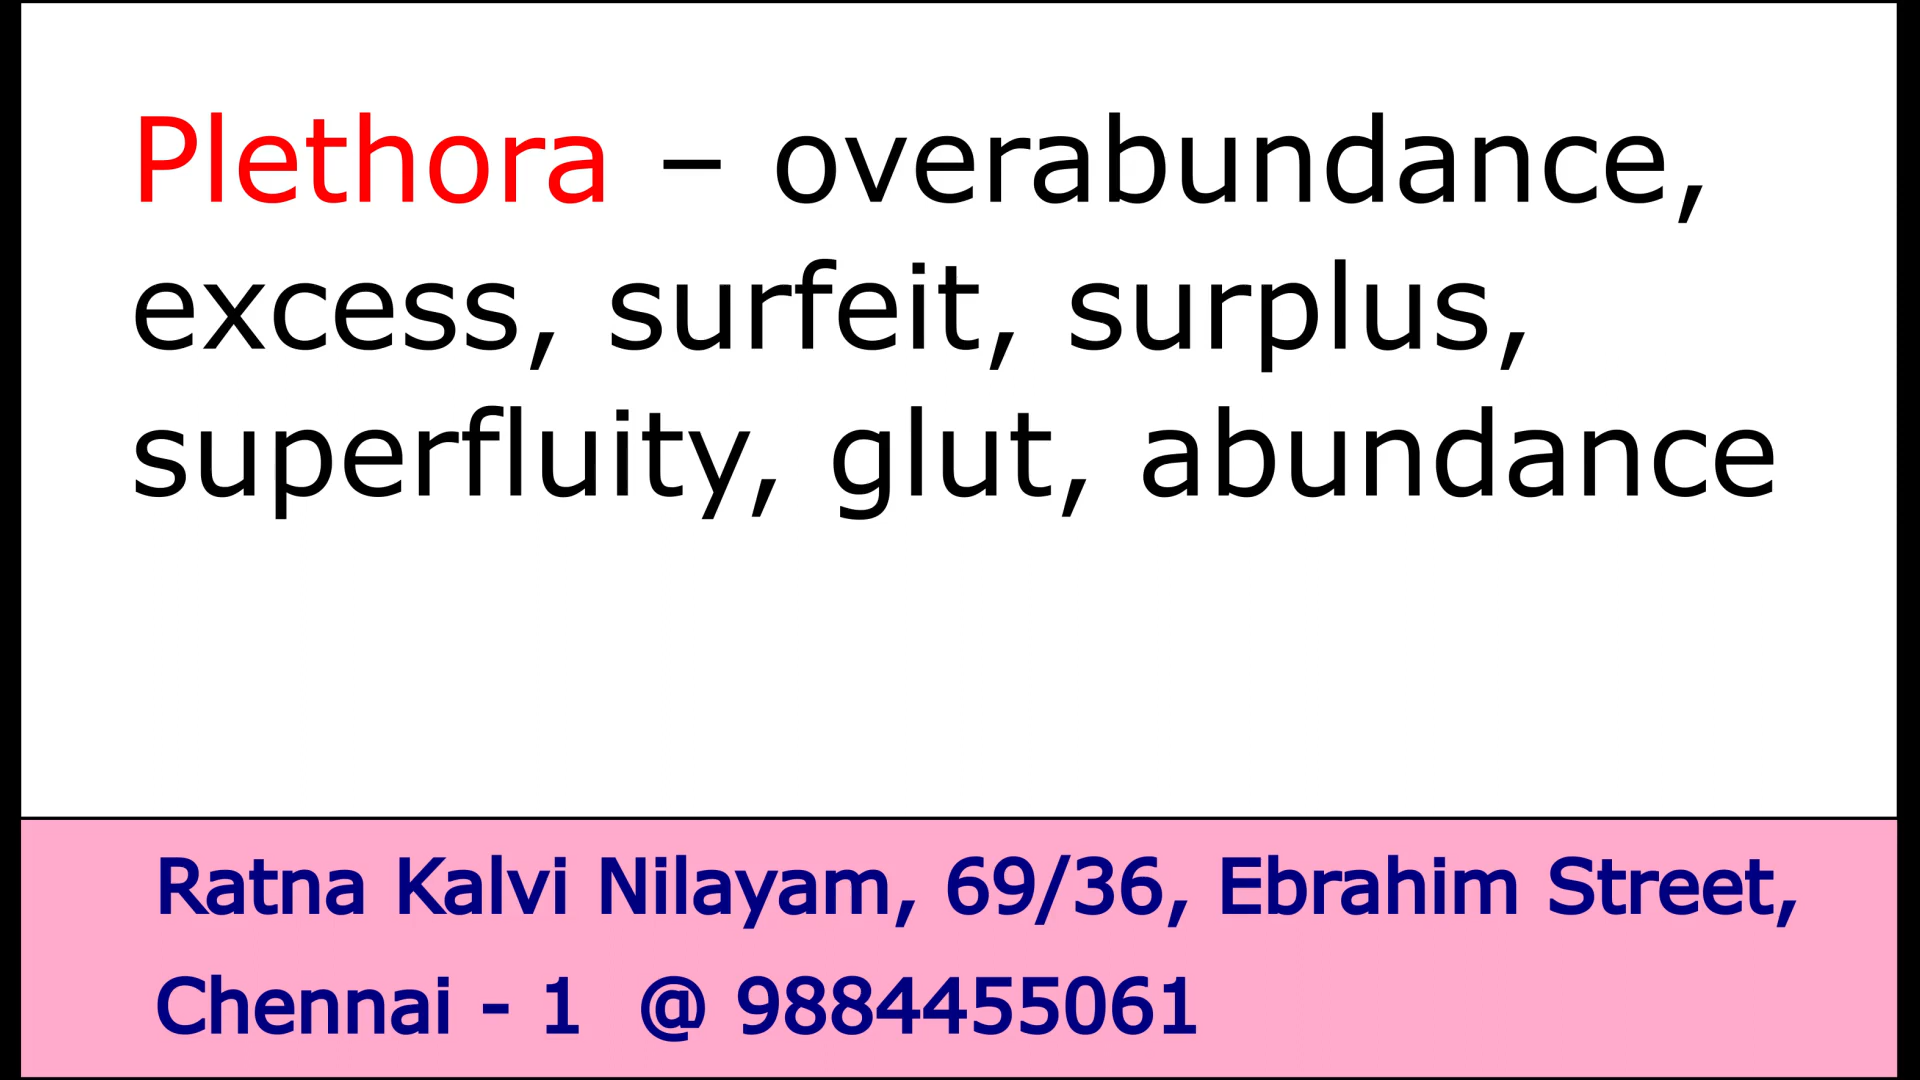 Plethora – overabundance,
excess, surfeit, surplus,
superfluity, glut, abundance
Ratna Kalvi Nilayam, 69/36, Ebrahim Street,
Chennai - 1  @ 9884455061